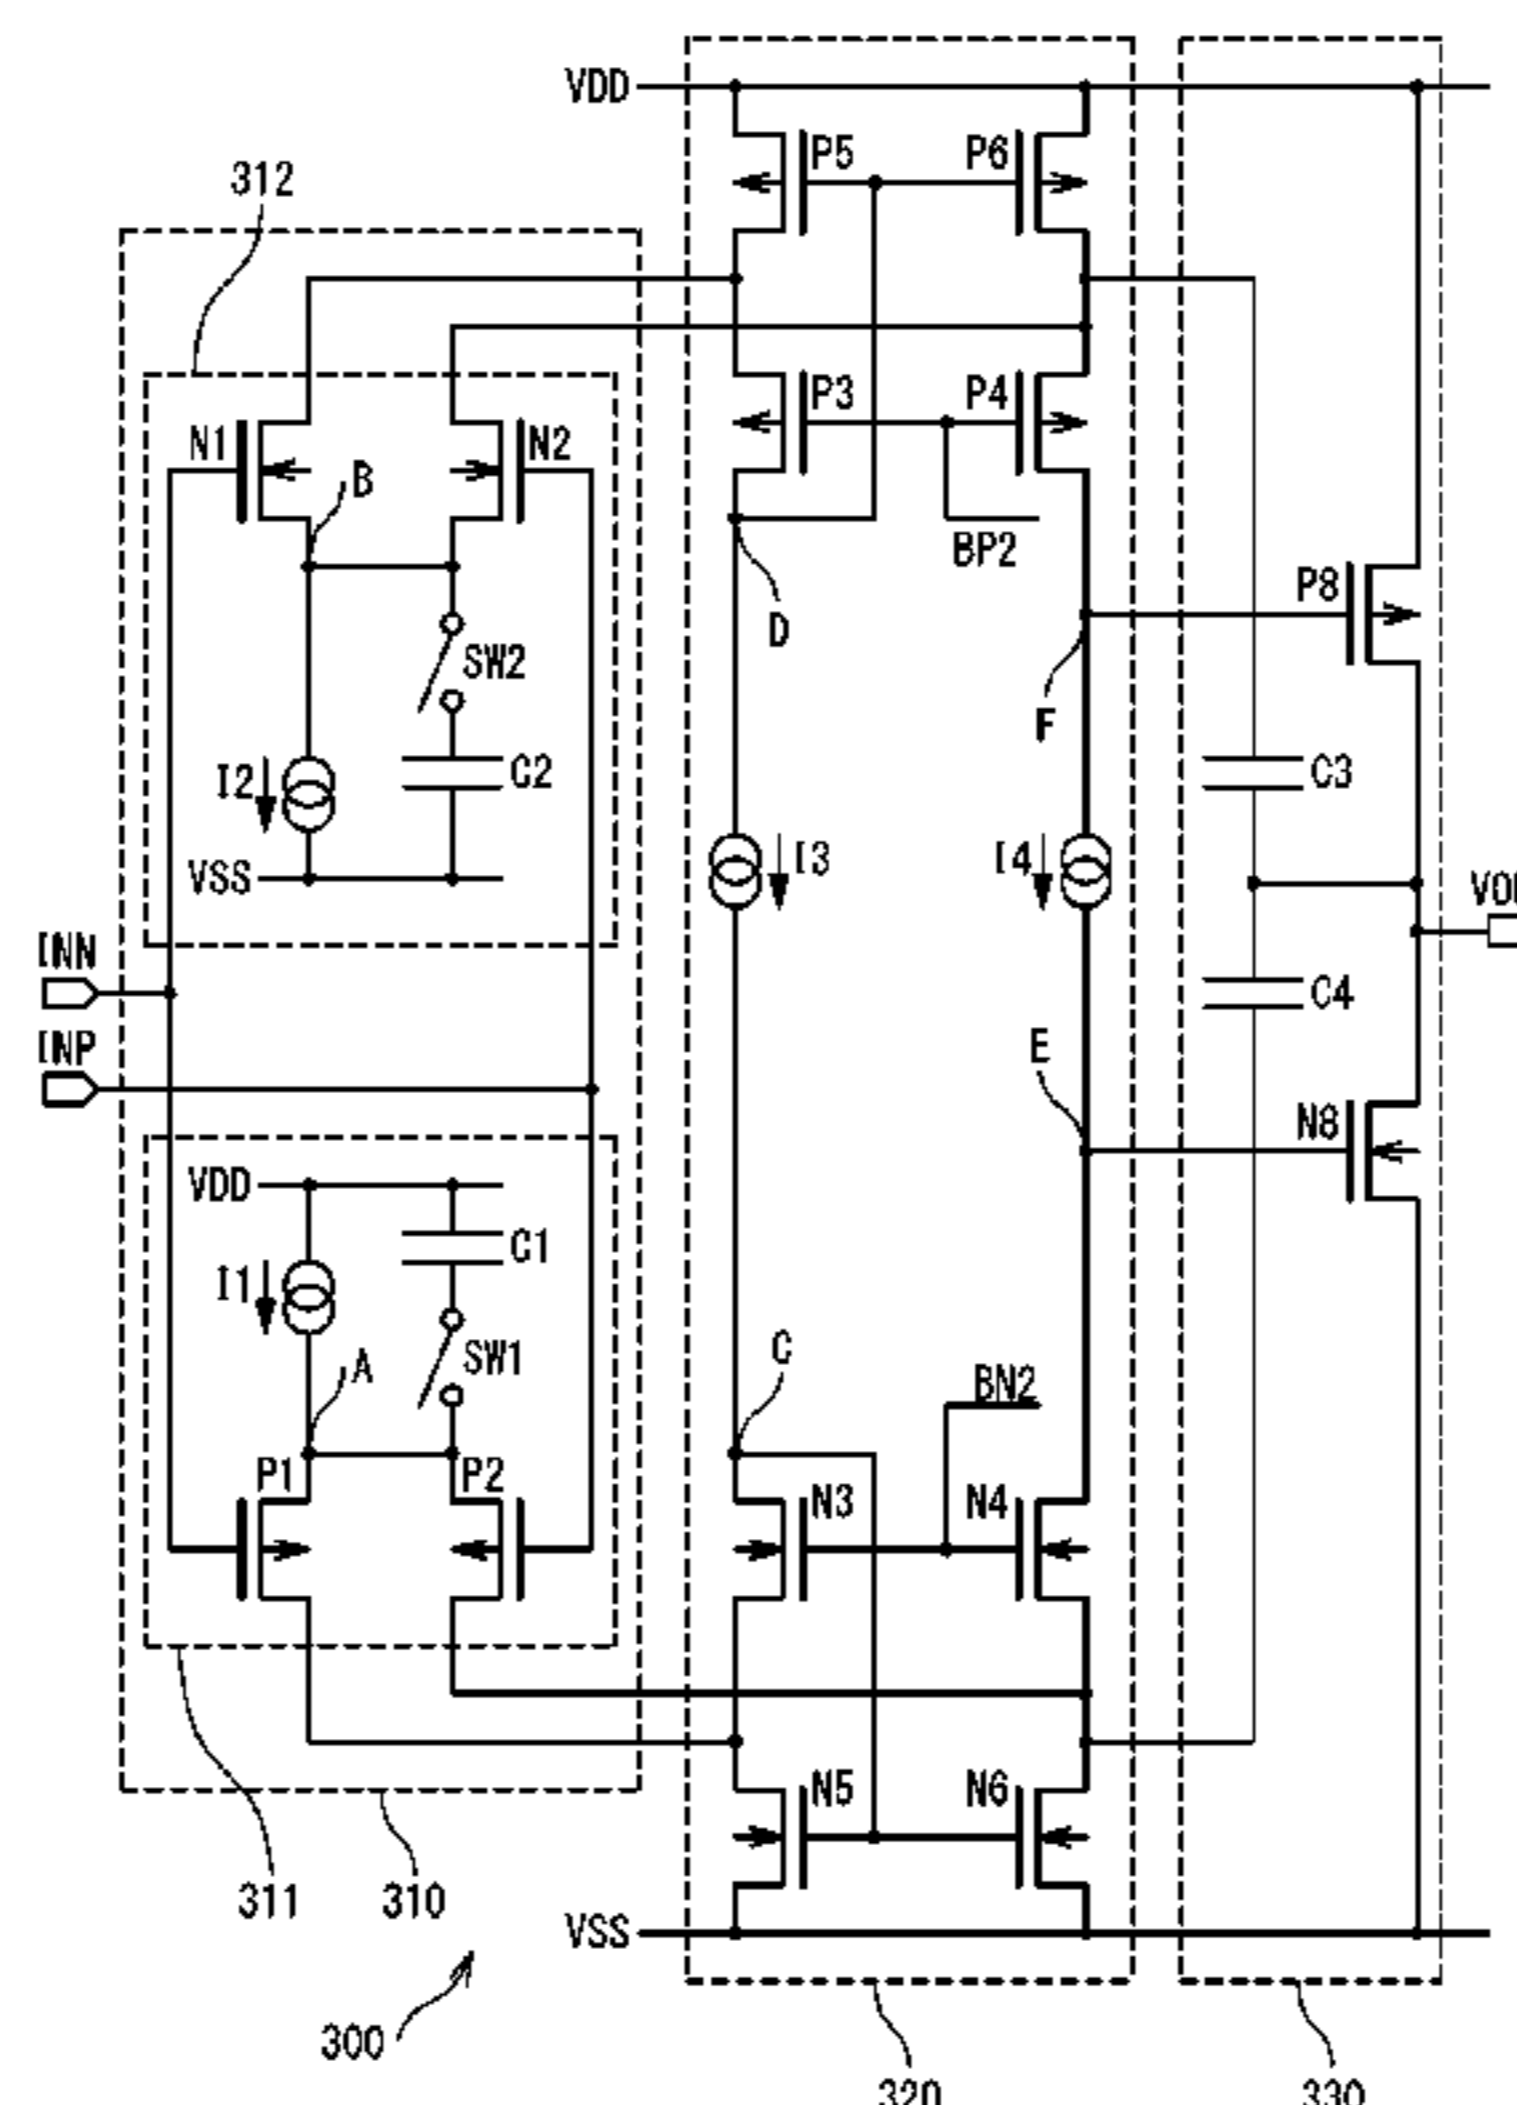 VDD
P5
P6
312
P3
P4
N1
N2
B
BP2
D
P8
SW2
F
I2
C2
C3
I3
I4
VSS
INN
C4
INP
E
N8
VDD
C1
I1
SW1
A
C
BN2
P1
P2
N3
N4
N5
N6
311
310
VSS
300
320
330